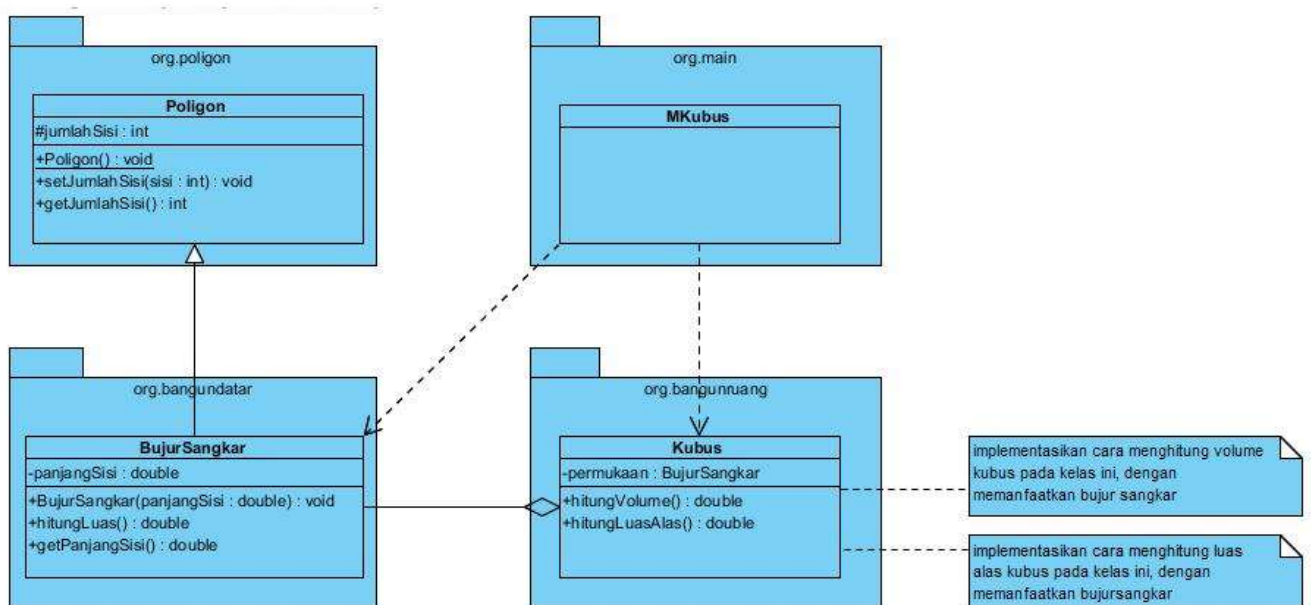 org.poligon
Poligon
#jumlahSisi : int
+Poligon() : void
+setJumlahSisi(sisi : int) : void
+getJumlahSisi() : int
org.main
MKubus
org.bangundatar
BujurSangkar
-panjangSisi : double
+BujurSangkar(panjangSisi : double) : void
+hitungLuas() : double
+getPanjangSisi() : double
org.bangunruang
Kubus
-permukaan : BujurSangkar
+hitungVolume() : double
+hitungLuasAlas() : double
implementasikan cara menghitung volume
kubus pada kelas ini, dengan
memanfaatkan bujur sangkar
implementasikan cara menghitung luas
alas kubus pada kelas ini, dengan
memanfaatkan bujursangkar